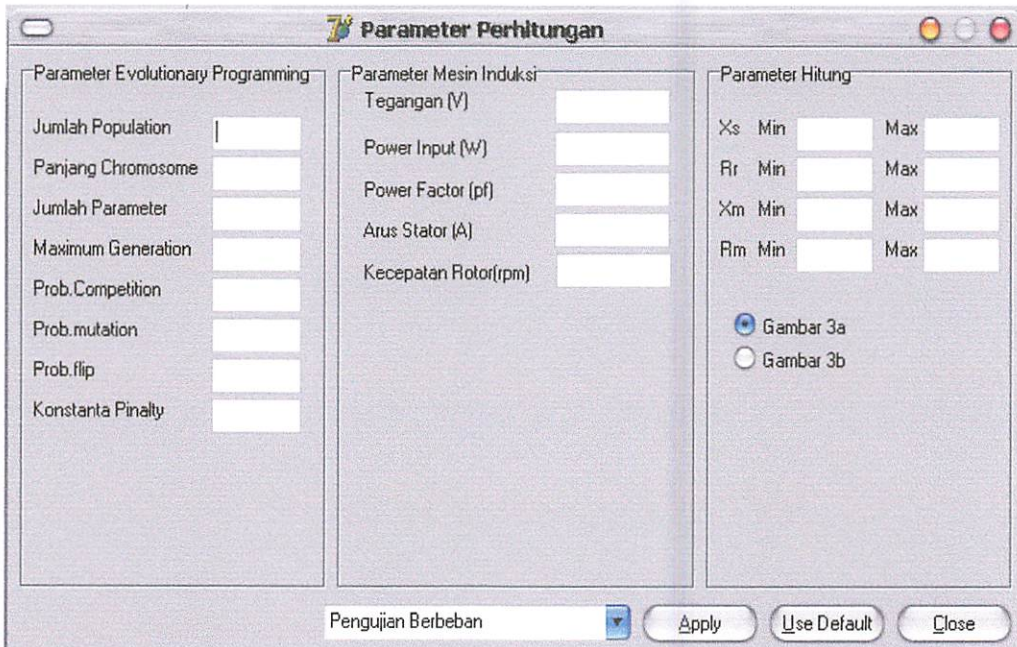 Parameter Perhitungan
Parameter Evolutionary Programming
Jumlah Population
Panjang Chromosome
Jumlah Parameter
Maximum Generation
Prob.Competition
Prob.mutation
Prob.flip
Konstanta Pinalty
Parameter Mesin Induksi
Tegangan (V)
Power Input (W)
Power Factor (pf)
Arus Stator (A)
Kecepatan Rotor(rpm)
Parameter Hitung
Xs Min Max
Rr Min Max
Xm Min Max
Rm Min Max
Gambar 3a
Gambar 3b
Pengujian Berbeban
Apply
Use Default
Close